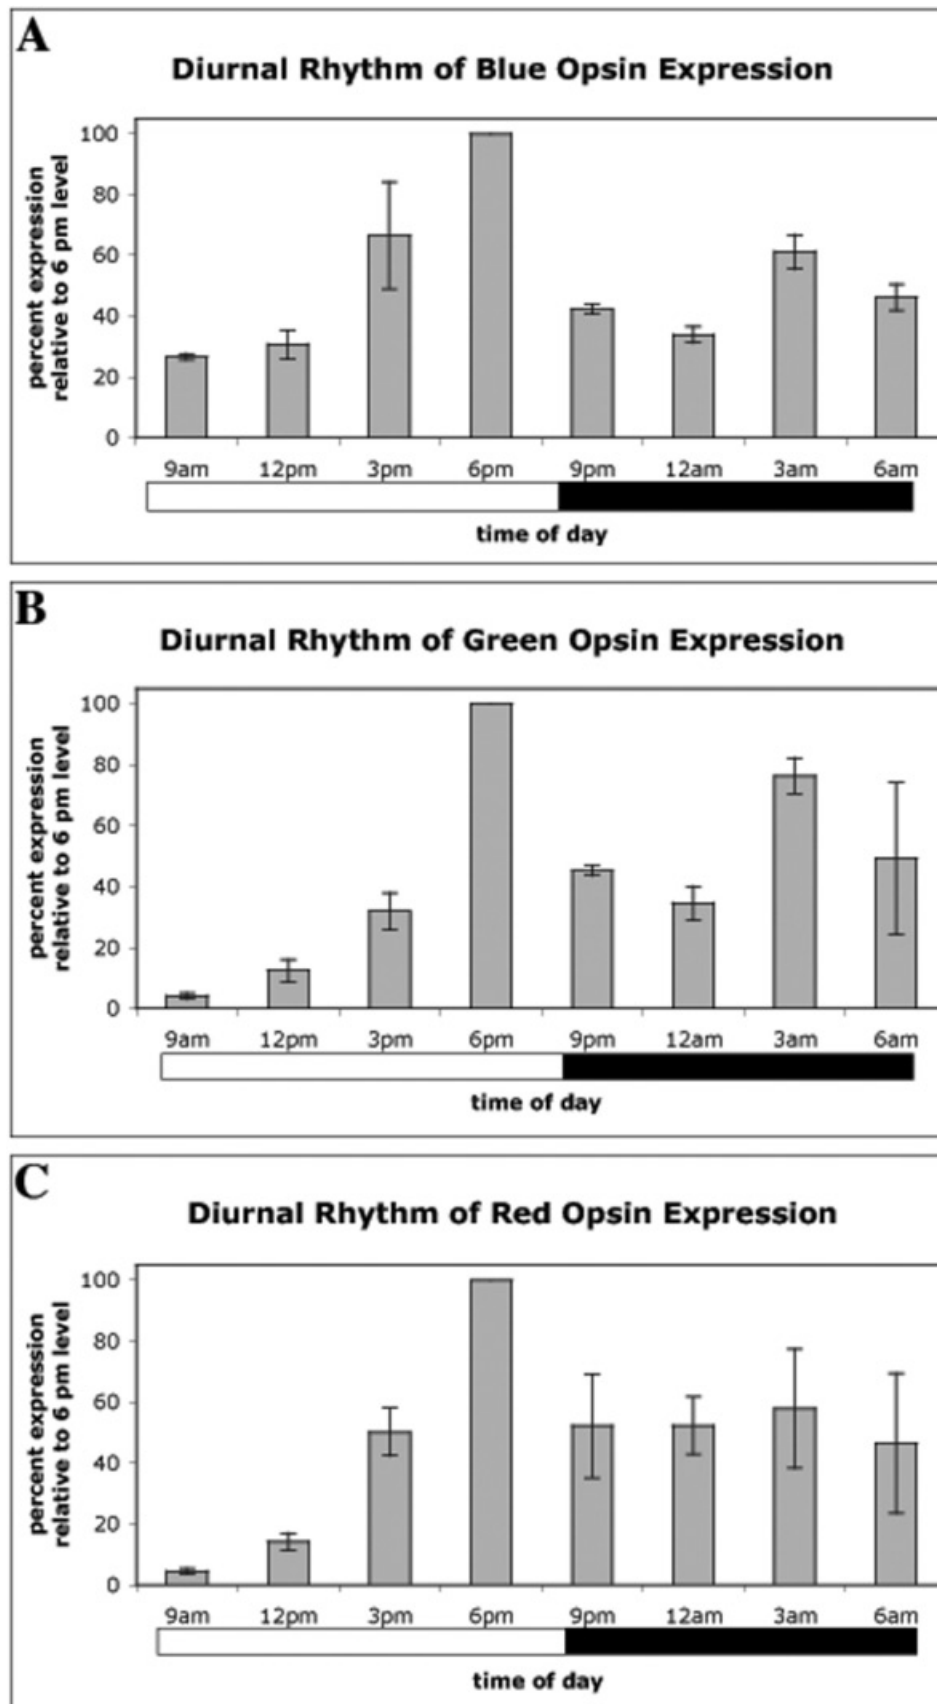 A
Diurnal Rhythm of Blue Opsin Expression
percent expression
relative to 6 pm level
100
80
60
40
20
0
9am 12pm 3pm 6pm 9pm 12am 3am 6am
time of day
B
Diurnal Rhythm of Green Opsin Expression
percent expression
relative to 6 pm level
100
80
60
40
20
0
9am 12pm 3pm 6pm 9pm 12am 3am 6am
time of day
C
Diurnal Rhythm of Red Opsin Expression
percent expression
relative to 6 pm level
100
80
60
40
20
0
9am 12pm 3pm 6pm 9pm 12am 3am 6am
time of day